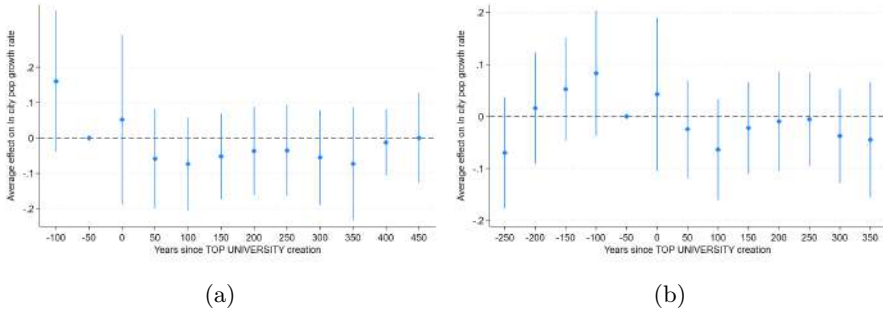 Average effect on ln city pop growth rate
.2
.1
0
-.1
-.2
-100 -50 0 50 100 150 200 250 300 350 400 450
Years since TOP UNIVERSITY creation
(a)
Average effect on ln city pop growth rate
.2
.1
0
-.1
-.2
-250 -200 -150 -100 -50 0 50 100 150 200 250 300 350
Years since TOP UNIVERSITY creation
(b)